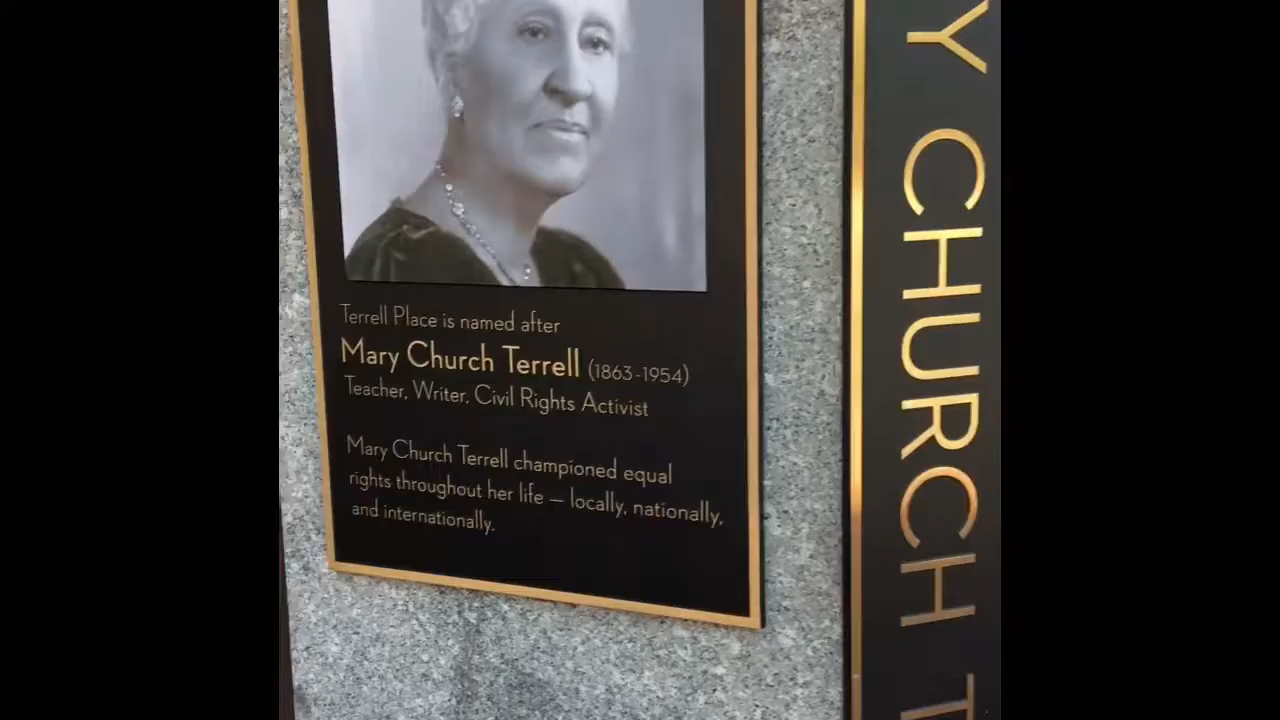 Terrell Place is named after
Mary Church Terrell (1863-1954)
Teacher, Writer, Civil Rights Activist
Mary Church Terrell championed equal
rights throughout her life — locally, nationally,
and internationally.
Y CHURCH T